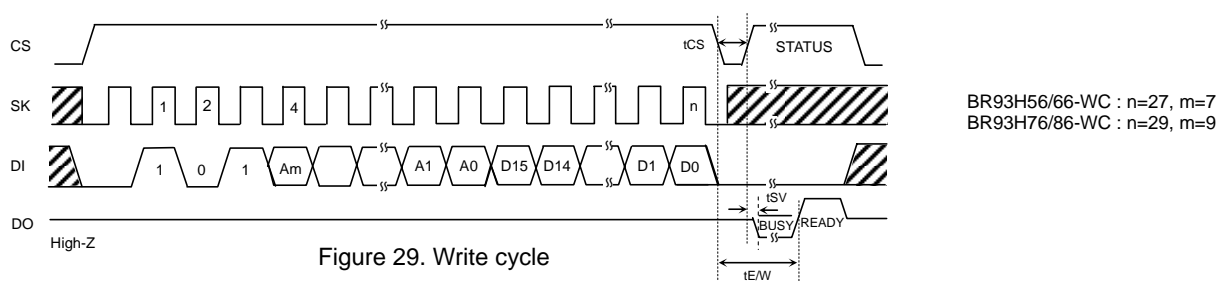 CS
tCS
STATUS
SK
1 2 4 n
BR93H56/66-WC : n=27, m=7
BR93H76/86-WC : n=29, m=9
DI
1 0 1 Am A1 A0 D15 D14 D1 D0
tSV
DO
BUSY READY
High-Z
Figure 29. Write cycle
tE/W